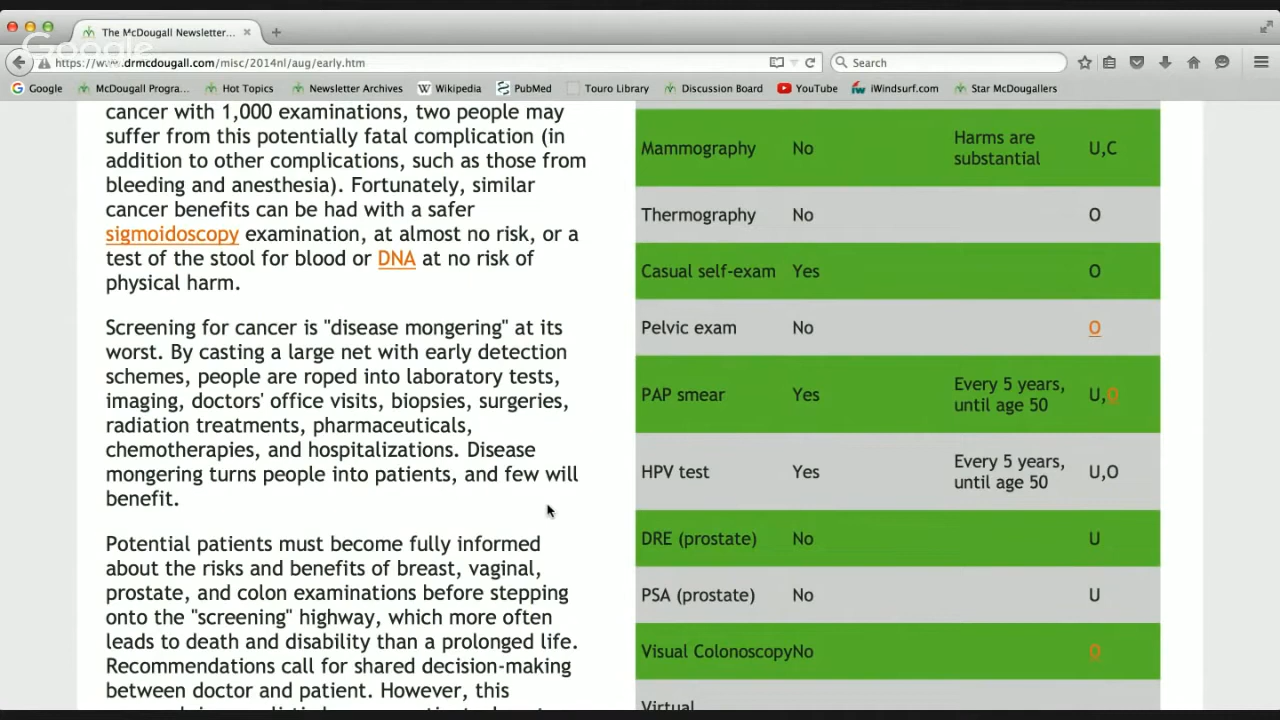 The McDougall Newsletter...
Google
https://www.drmcdougall.com/misc/2014nl/aug/early.htm
Search
Google
McDougall Progra...
Hot Topics
Newsletter Archives
Wikipedia
PubMed
Touro Library
Discussion Board
YouTube
iWindsurf.com
Star McDougallers
cancer with 1,000 examinations, two people may
suffer from this potentially fatal complication (in
addition to other complications, such as those from
bleeding and anesthesia). Fortunately, similar
cancer benefits can be had with a safer
sigmoidoscopy examination, at almost no risk, or a
test of the stool for blood or DNA at no risk of
physical harm.
Screening for cancer is "disease mongering" at its
worst. By casting a large net with early detection
schemes, people are roped into laboratory tests,
imaging, doctors' office visits, biopsies, surgeries,
radiation treatments, pharmaceuticals,
chemotherapies, and hospitalizations. Disease
mongering turns people into patients, and few will
benefit.
Potential patients must become fully informed
about the risks and benefits of breast, vaginal,
prostate, and colon examinations before stepping
onto the "screening" highway, which more often
leads to death and disability than a prolonged life.
Recommendations call for shared decision-making
between doctor and patient. However, this
Mammography No Harms are substantial U,C
Thermography No O
Casual self-exam Yes O
Pelvic exam No O
PAP smear Yes Every 5 years, until age 50 U,O
HPV test Yes Every 5 years, until age 50 U,O
DRE (prostate) No U
PSA (prostate) No U
Visual Colonoscopy No O
Virtual